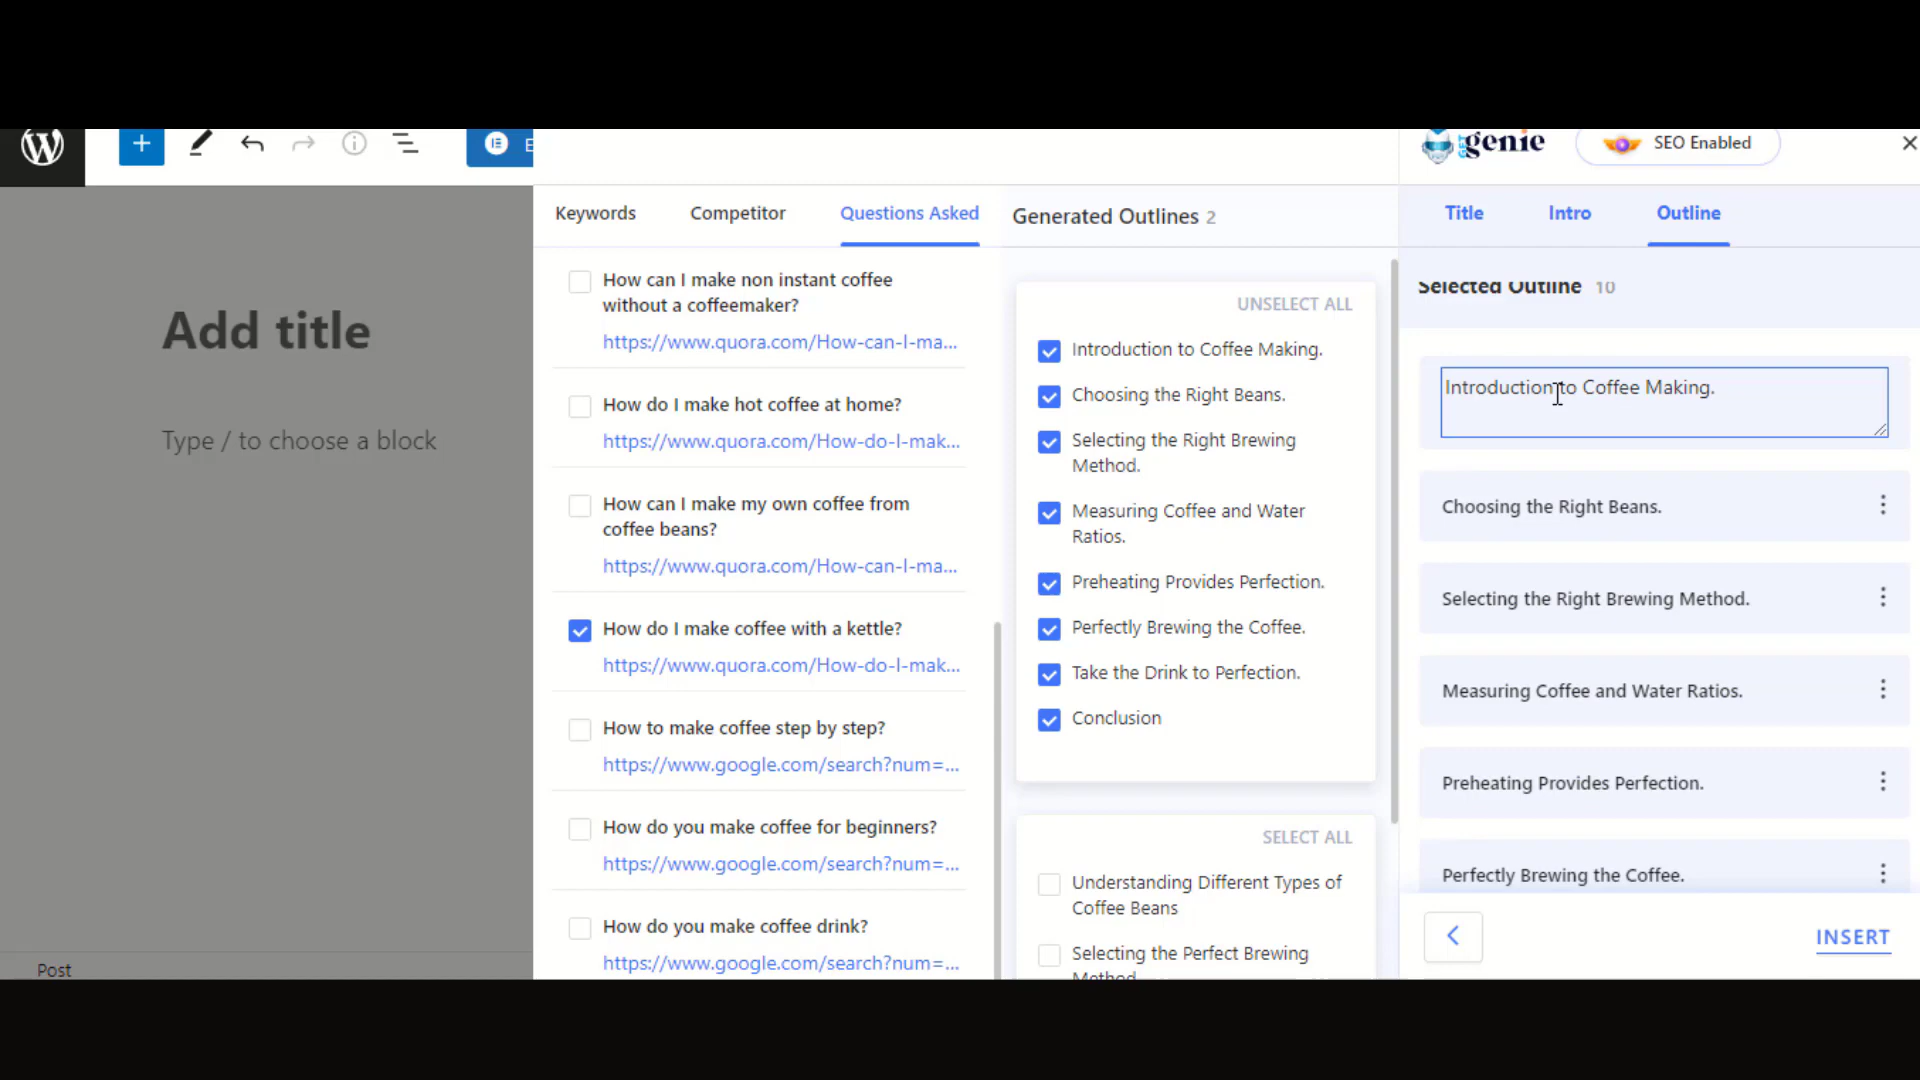 E
genie
SEO Enabled
Keywords
Competitor
Questions Asked
Generated Outlines 2
Title
Intro
Outline
Add title
Type / to choose a block
Post
How can I make non instant coffee
without a coffeemaker?
https://www.quora.com/How-can-I-ma...
How do I make hot coffee at home?
https://www.quora.com/How-do-I-mak...
How can I make my own coffee from
coffee beans?
https://www.quora.com/How-can-I-ma...
How do I make coffee with a kettle?
https://www.quora.com/How-do-I-mak...
How to make coffee step by step?
https://www.google.com/search?num=...
How do you make coffee for beginners?
https://www.google.com/search?num=...
How do you make coffee drink?
https://www.google.com/search?num=...
UNSELECT ALL
Introduction to Coffee Making.
Choosing the Right Beans.
Selecting the Right Brewing
Method.
Measuring Coffee and Water
Ratios.
Preheating Provides Perfection.
Perfectly Brewing the Coffee.
Take the Drink to Perfection.
Conclusion
SELECT ALL
Understanding Different Types of
Coffee Beans
Selecting the Perfect Brewing
Method
Selected Outline 10
Introduction to Coffee Making.
Choosing the Right Beans.
Selecting the Right Brewing Method.
Measuring Coffee and Water Ratios.
Preheating Provides Perfection.
Perfectly Brewing the Coffee.
INSERT